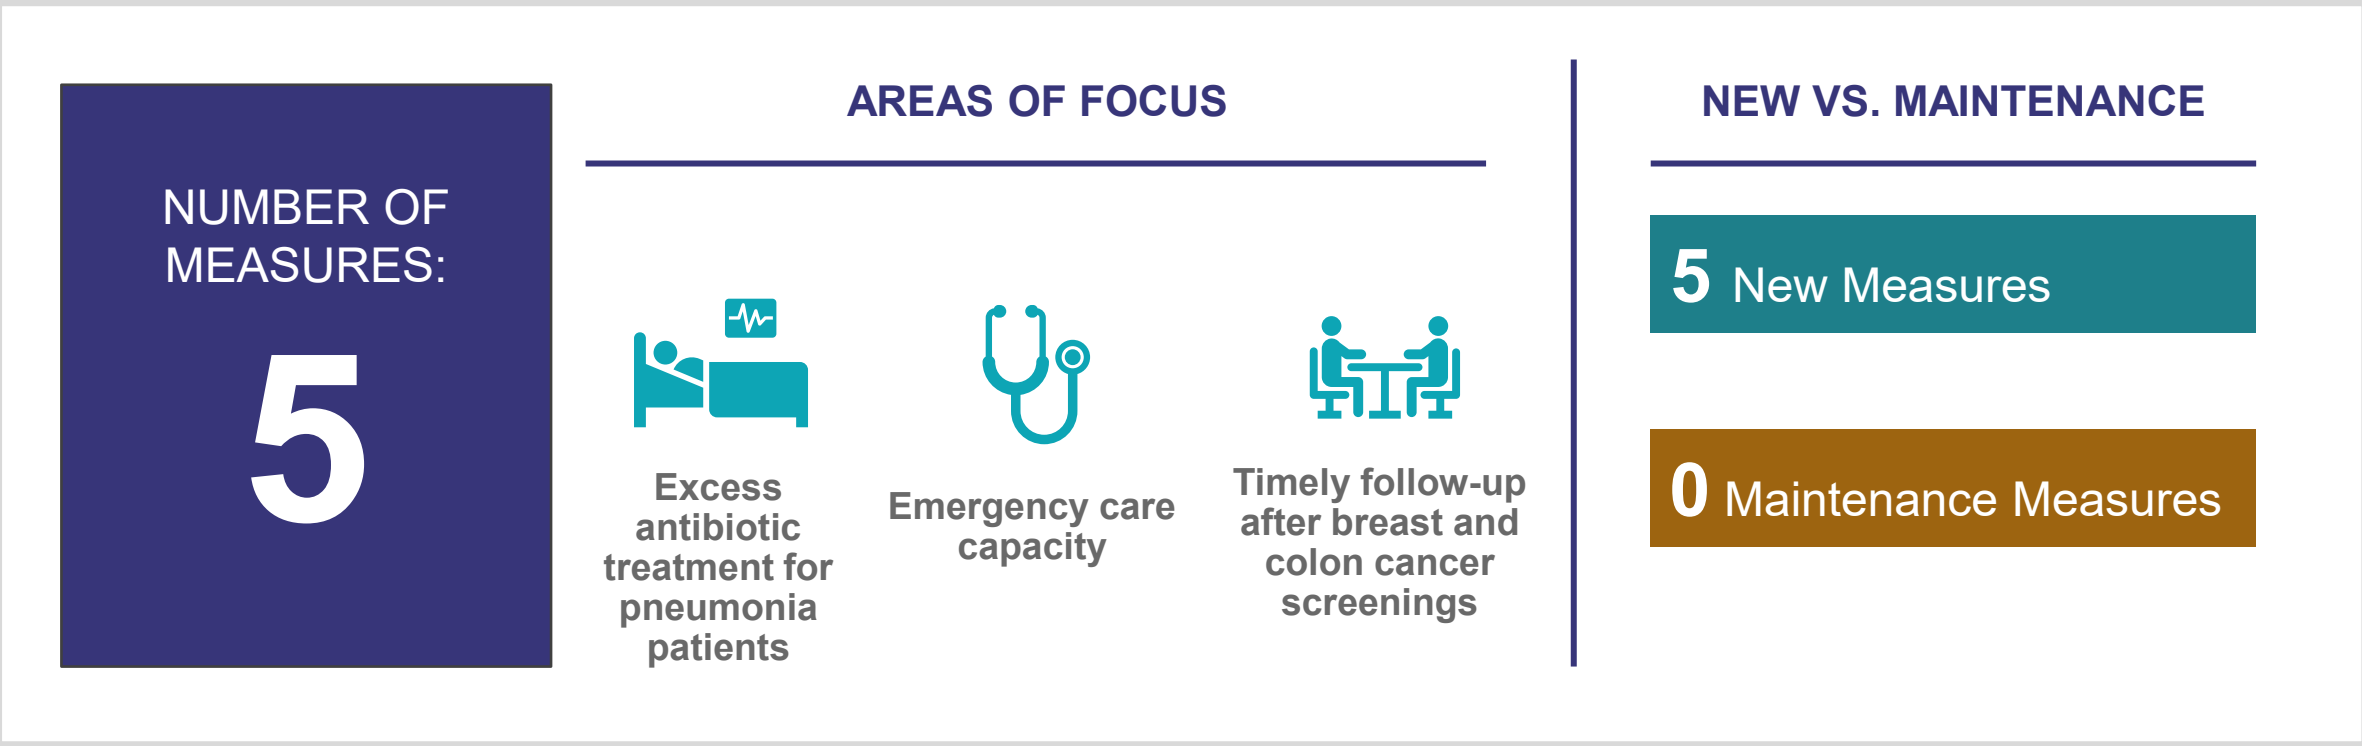 NUMBER OF
MEASURES:
5
AREAS OF FOCUS
Excess
antibiotic
treatment for
pneumonia
patients
Emergency care
capacity
Timely follow-up
after breast and
colon cancer
screenings
NEW VS. MAINTENANCE
5 New Measures
0 Maintenance Measures